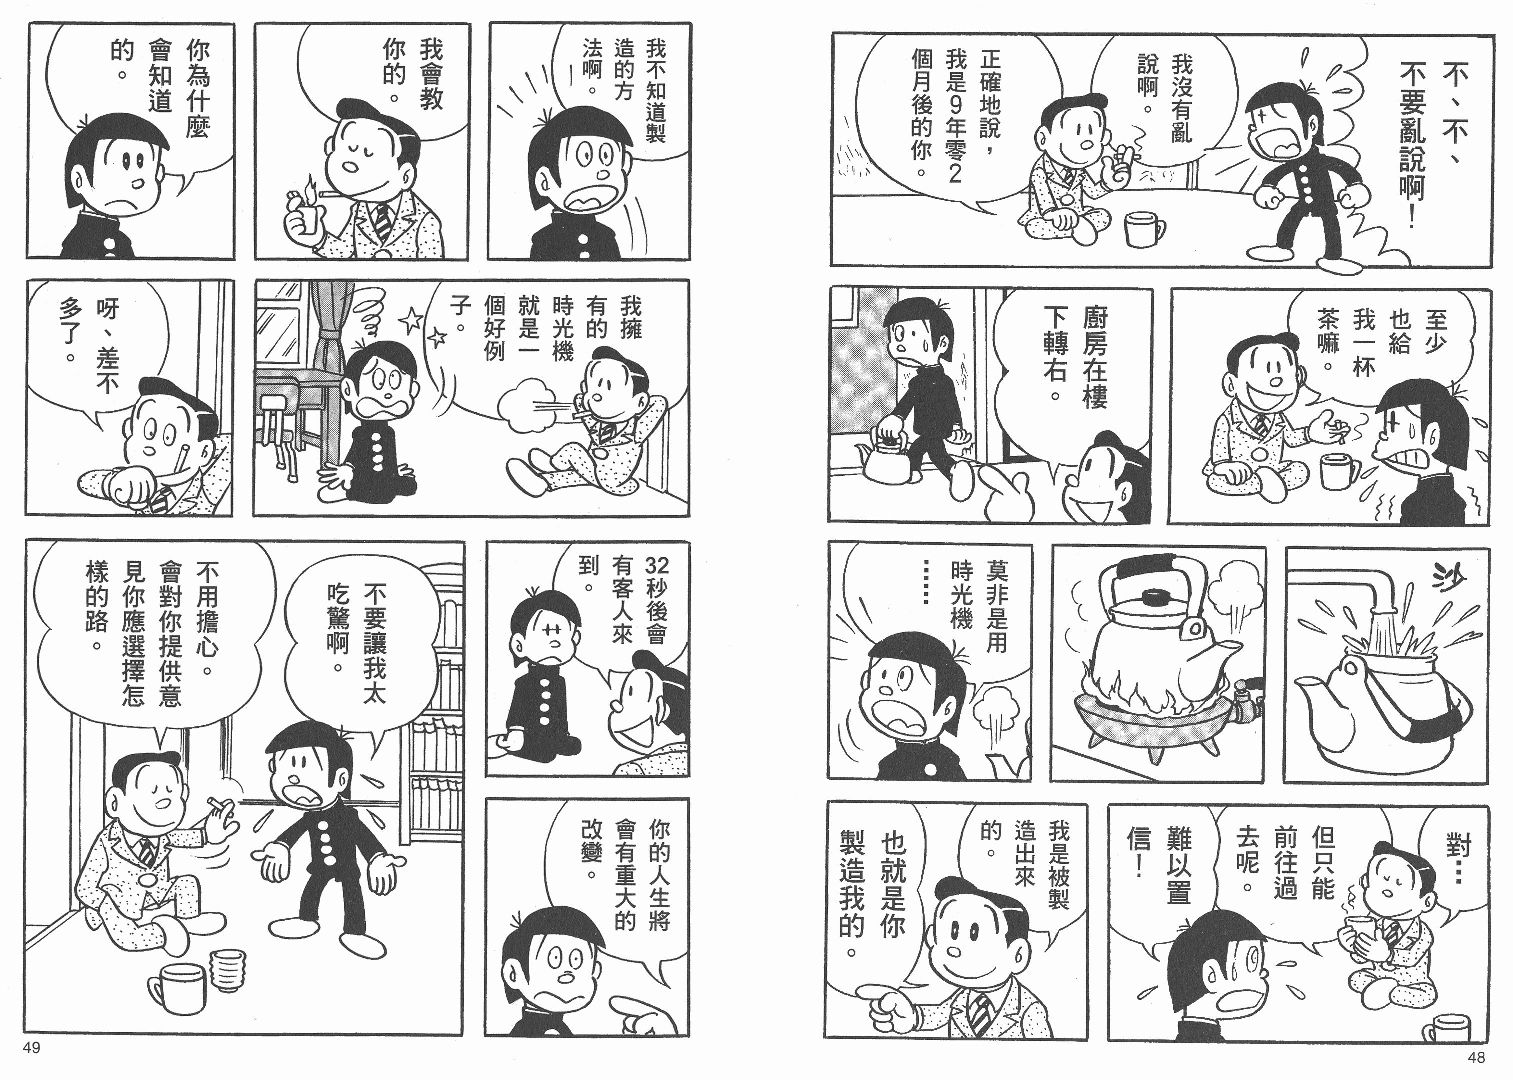 不、不、
不要亂說啊！
我沒有亂
說啊。
正確地說，
我是9年零2
個月後的你。
至少
也給
我一杯
茶嘛。
廚房在樓
下轉右。
沙
莫非是用
時光機
……
對…
但只能
前往過
去呢。
難以置
信！
我是被製
造出來
的。
也就是你
製造我的。
48
我不知道製
造的方
法啊。
我會教
你的。
你為什麼
會知道
的。
我擁
有的
時光機
就是一
個好例
子。
呀、差不
多了。
32秒後會
有客人來
到。
你的人生將
會有重大的
改變。
不要讓我太
吃驚啊。
不用擔心。
會對你提供意
見你應選擇怎
樣的路。
49